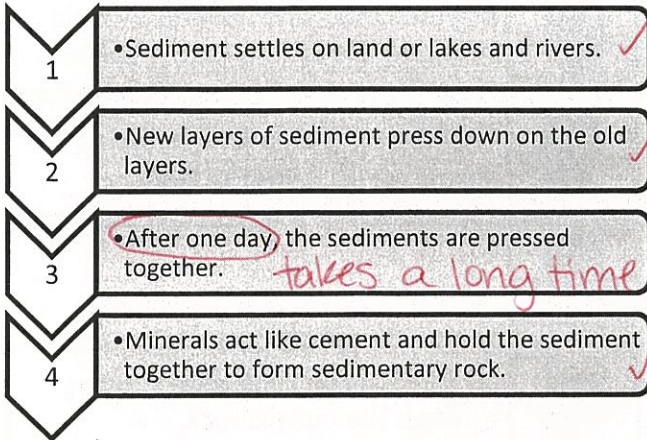 1
•Sediment settles on land or lakes and rivers. ✓
2
•New layers of sediment press down on the old
layers. ✓
3
•After one day, the sediments are pressed
together. takes a long time
4
•Minerals act like cement and hold the sediment
together to form sedimentary rock. ✓